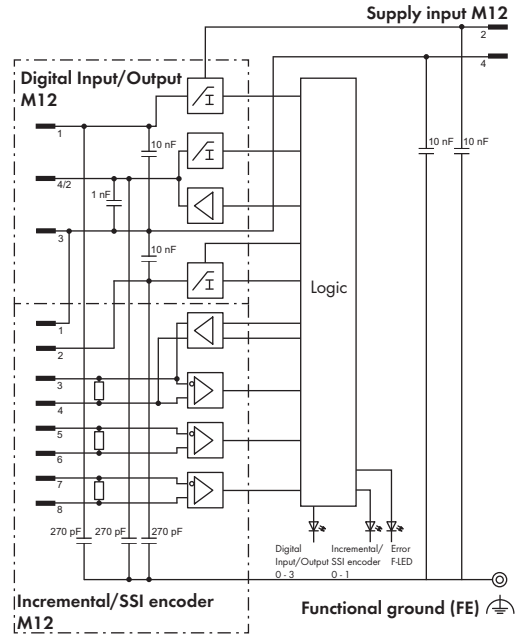 Supply input M12
2
4
Digital Input/Output
M12
1
10 nF
10 nF
10 nF
4/2
1 nF
3
10 nF
Logic
1
2
3
4
5
6
7
8
270 pF
270 pF
270 pF
Digital
Input/Output
0 - 3
Incremental/
SSI encoder
0 - 1
Error
F-LED
Incremental/SSI encoder
M12
Functional ground (FE)